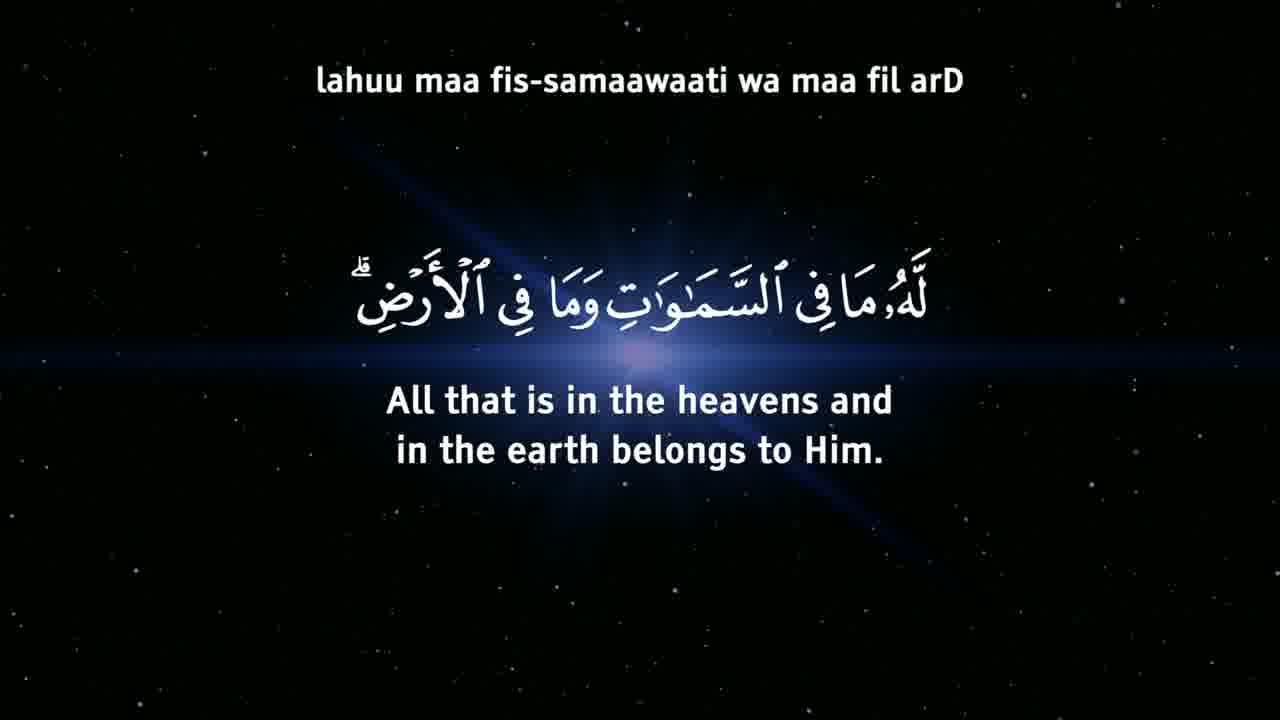 lahuu maa fis-samaawaati wa maa fil arD
لَّهُۥ مَا فِى ٱلسَّمَـٰوَٰتِ وَمَا فِى ٱلْأَرْضِ ۗ
All that is in the heavens and
in the earth belongs to Him.